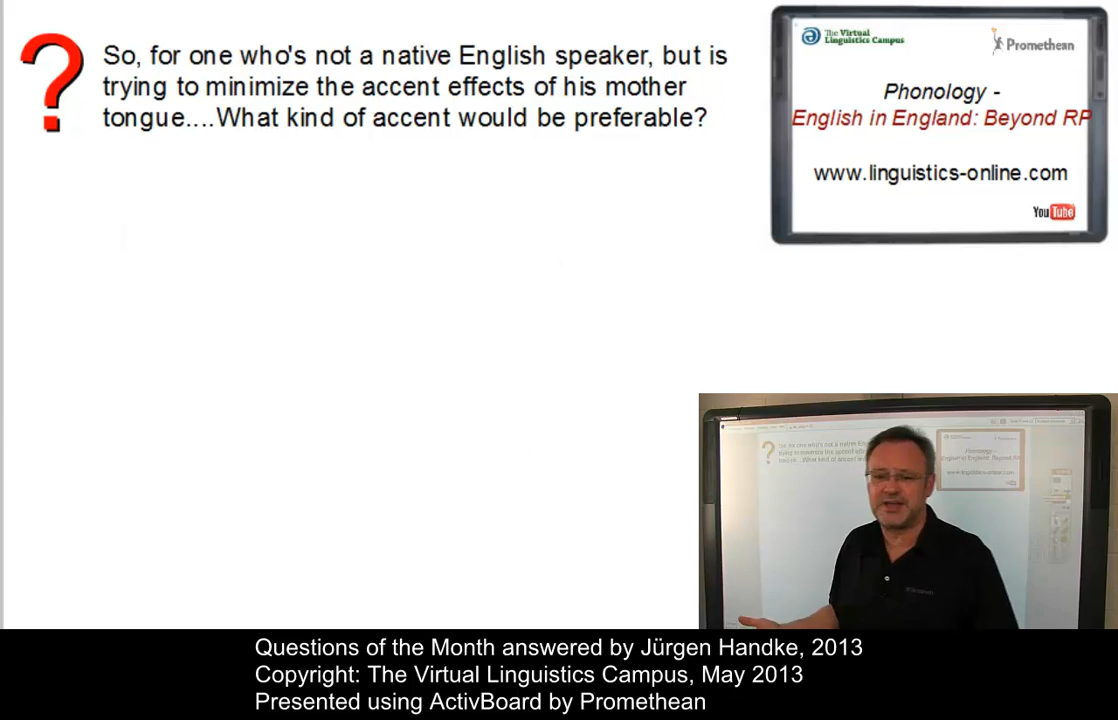 So, for one who's not a native English speaker, but is
trying to minimize the accent effects of his mother
tongue....What kind of accent would be preferable?
The Virtual
Linguistics Campus
Promethean
Phonology -
English in England: Beyond RP
www.linguistics-online.com
YouTube
Questions of the Month answered by Jürgen Handke, 2013
Copyright: The Virtual Linguistics Campus, May 2013
Presented using ActivBoard by Promethean